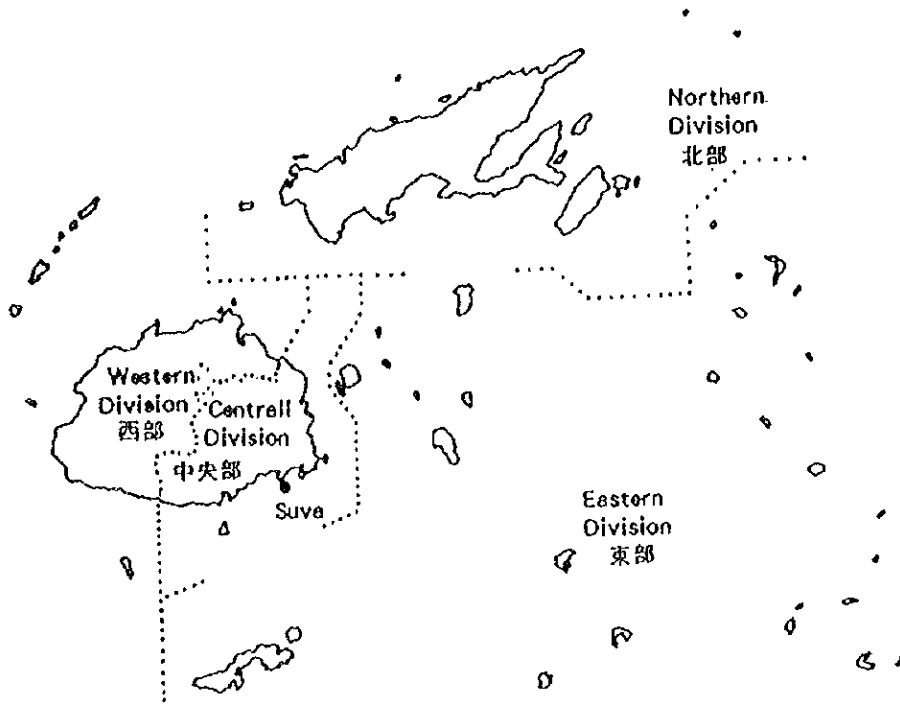 Northern
Division
北部
Western
Division
西部
Centrall
Division
中央部
Suva
Eastern
Division
東部